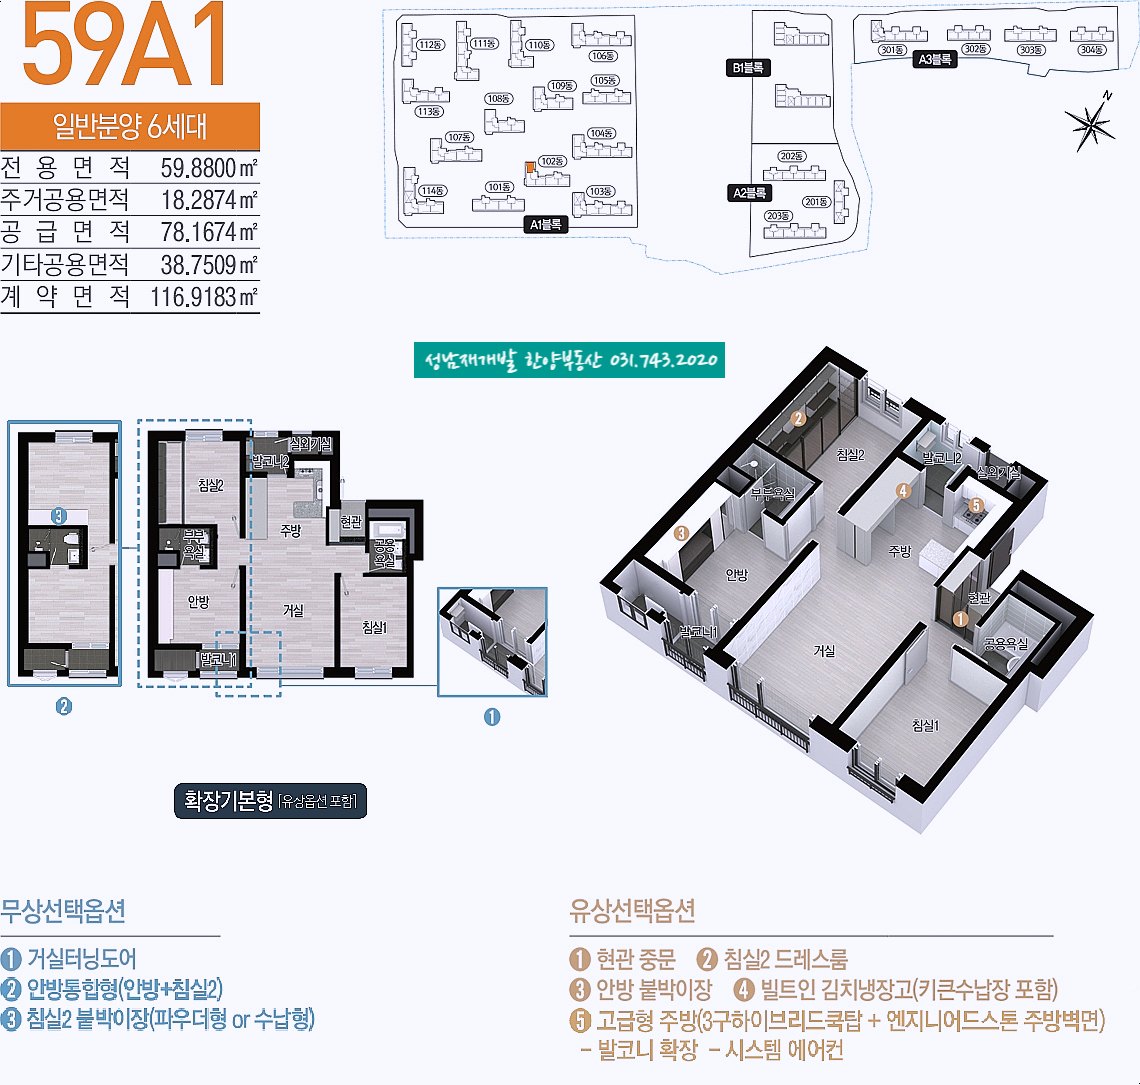 59A1
일반분양 6세대
전 용 면 적 59.8800㎡
주거공용면적 18.2874㎡
공 급 면 적 78.1674㎡
기타공용면적 38.7509㎡
계 약 면 적 116.9183㎡
112동
111동
110동
106동
113동
108동
109동
105동
107동
104동
102동
114동
101동
103동
A1블록
B1블록
202동
A2블록
201동
203동
301동
302동
303동
304동
A3블록
N
성남재개발 한양부동산 031.743.2020
3
2
침실2
발코니2
실외기실
주방
현관
부부
욕실
공용
욕실
안방
거실
침실1
발코니1
1
2
침실2
발코니2
실외기실
부부욕실
4
5
3
주방
안방
현관
1
발코니1
거실
공용욕실
침실1
확장기본형 [유상옵션 포함]
무상선택옵션
1 거실터닝도어
2 안방통합형(안방+침실2)
3 침실2 붙박이장(파우더형 or 수납형)
유상선택옵션
1 현관 중문 2 침실2 드레스룸
3 안방 붙박이장 4 빌트인 김치냉장고(키큰수납장 포함)
5 고급형 주방(3구하이브리드쿡탑 + 엔지니어드스톤 주방벽면)
- 발코니 확장 - 시스템 에어컨